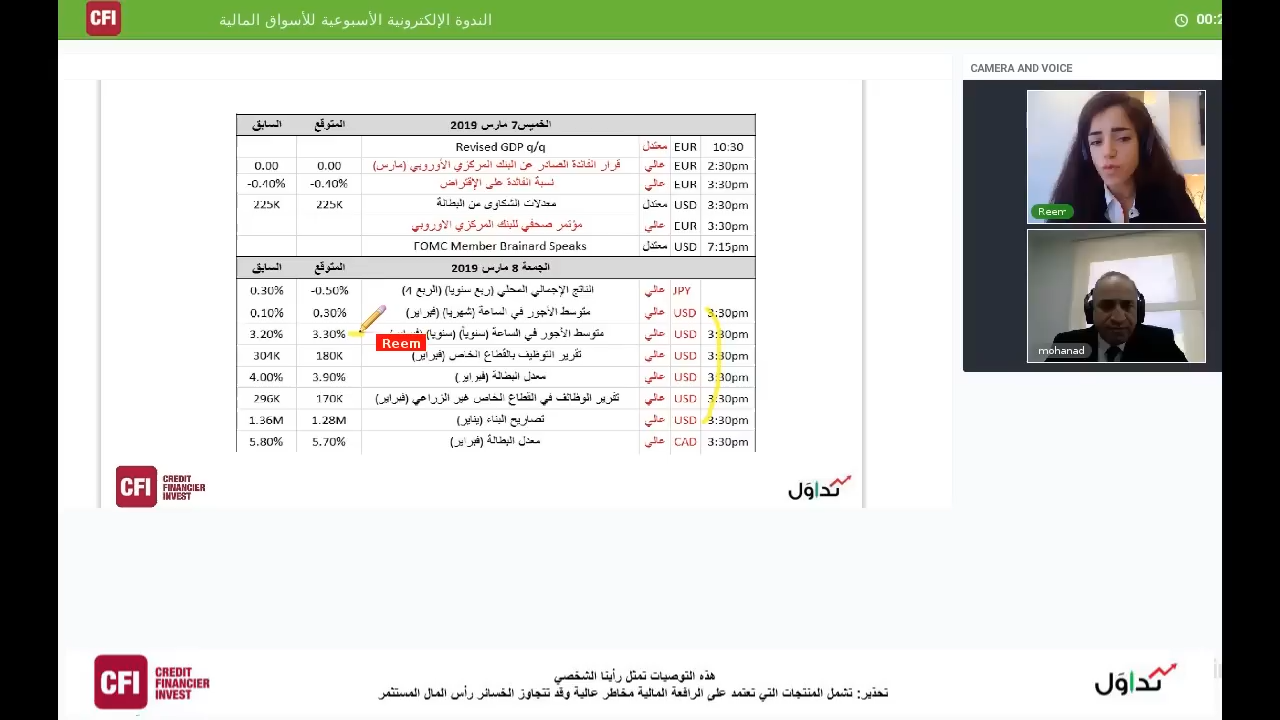 CFI
الندوة الإلكترونية الأسبوعية للأسواق المالية
CAMERA AND VOICE
Reem
mohanad
الخميس7 مارس 2019 المتوقع السابق
10:30 EUR معتدل Revised GDP q/q
2:30pm EUR عالي قرار الفائدة الصادر عن البنك المركزي الأوروبي (مارس) 0.00 0.00
3:30pm EUR عالي نسبة الفائدة على الإقتراض -0.40% -0.40%
3:30pm USD معتدل معدلات الشكاوى من البطالة 225K 225K
3:30pm EUR عالي مؤتمر صحفي للبنك المركزي الاوروبي
7:15pm USD معتدل FOMC Member Brainard Speaks
الجمعة 8 مارس 2019 المتوقع السابق
JPY عالي الناتج الإجمالي المحلي (ربع سنويا) (الربع 4) -0.50% 0.30%
3:30pm USD عالي متوسط الأجور في الساعة (شهريا) (فبراير) 0.30% 0.10%
3:30pm USD عالي متوسط الأجور في الساعة (سنوياً) (سنويا) 3.30% 3.20%
Reem
3:30pm USD عالي تقرير التوظيف بالقطاع الخاص (فبراير) 180K 304K
3:30pm USD عالي معدل البطالة (فبراير) 3.90% 4.00%
3:30pm USD عالي تقرير الوظائف في القطاع الخاص غير الزراعي (فبراير) 170K 296K
3:30pm USD عالي تصاريح البناء (يناير) 1.28M 1.36M
3:30pm CAD عالي معدل البطالة (فبراير) 5.70% 5.80%
CFI CREDIT FINANCIER INVEST
تداوَل
CFI CREDIT FINANCIER INVEST
هذه التوصيات تمثل رأينا الشخصي
تحذير: تشمل المنتجات التي تعتمد على الرافعة المالية مخاطر عالية وقد تتجاوز الخسائر رأس المال المستثمر
تداوَل